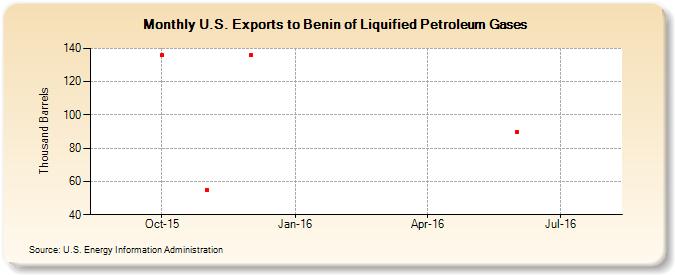 Monthly U.S. Exports to Benin of Liquified Petroleum Gases
Thousand Barrels
140
120
100
80
60
40
Oct-15
Jan-16
Apr-16
Jul-16
Source: U.S. Energy Information Administration